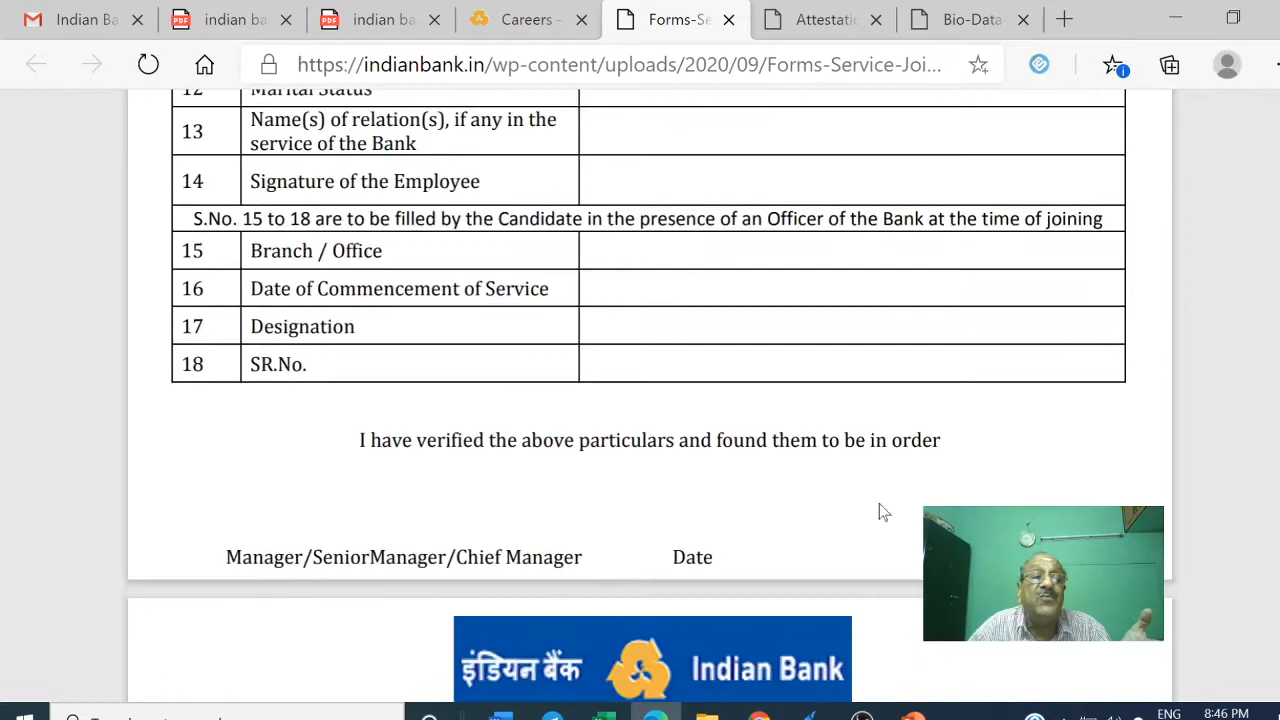 Indian B
indian ba
indian ba
Careers –
Forms-Se
Attestatio
Bio-Data
https://indianbank.in/wp-content/uploads/2020/09/Forms-Service-Joi...
12 Marital Status
13 Name(s) of relation(s), if any in the
service of the Bank
14 Signature of the Employee
S.No. 15 to 18 are to be filled by the Candidate in the presence of an Officer of the Bank at the time of joining
15 Branch / Office
16 Date of Commencement of Service
17 Designation
18 SR.No.
I have verified the above particulars and found them to be in order
Manager/SeniorManager/Chief Manager Date
इंडियन बैंक Indian Bank
ENG 8:46 PM